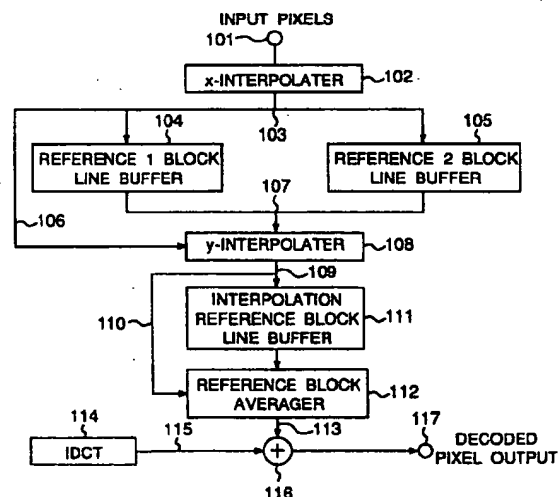 INPUT PIXELS
101
x-INTERPOLATER
102
103
104
105
REFERENCE 1 BLOCK
LINE BUFFER
REFERENCE 2 BLOCK
LINE BUFFER
106
107
y-INTERPOLATER
108
109
110
INTERPOLATION
REFERENCE BLOCK
LINE BUFFER
111
REFERENCE BLOCK
AVERAGER
112
113
114
IDCT
115
+
116
117
DECODED
PIXEL OUTPUT